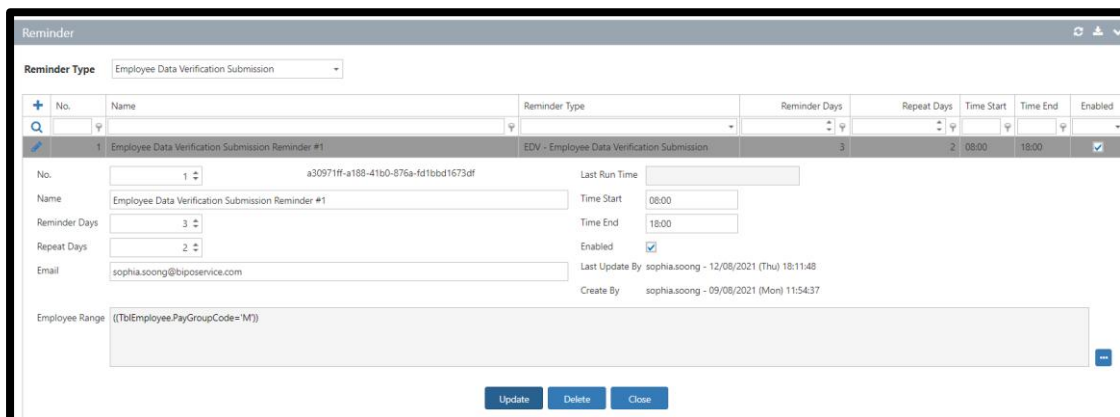 Reminder
Reminder Type Employee Data Verification Submission
No. Name Reminder Type Reminder Days Repeat Days Time Start Time End Enabled
1 Employee Data Verification Submission Reminder #1 EDV - Employee Data Verification Submission 3 2 08:00 18:00
No. 1 a30971ff-a188-41b0-876a-fd1bbd1673df Last Run Time
Name Employee Data Verification Submission Reminder #1 Time Start 08:00
Reminder Days 3 Time End 18:00
Repeat Days 2 Enabled
Email sophia.soong@biposervice.com Last Update By sophia.soong - 12/08/2021 (Thu) 18:11:48
Create By sophia.soong - 09/08/2021 (Mon) 11:54:37
Employee Range ((TblEmployee.PayGroupCode='M'))
Update Delete Close